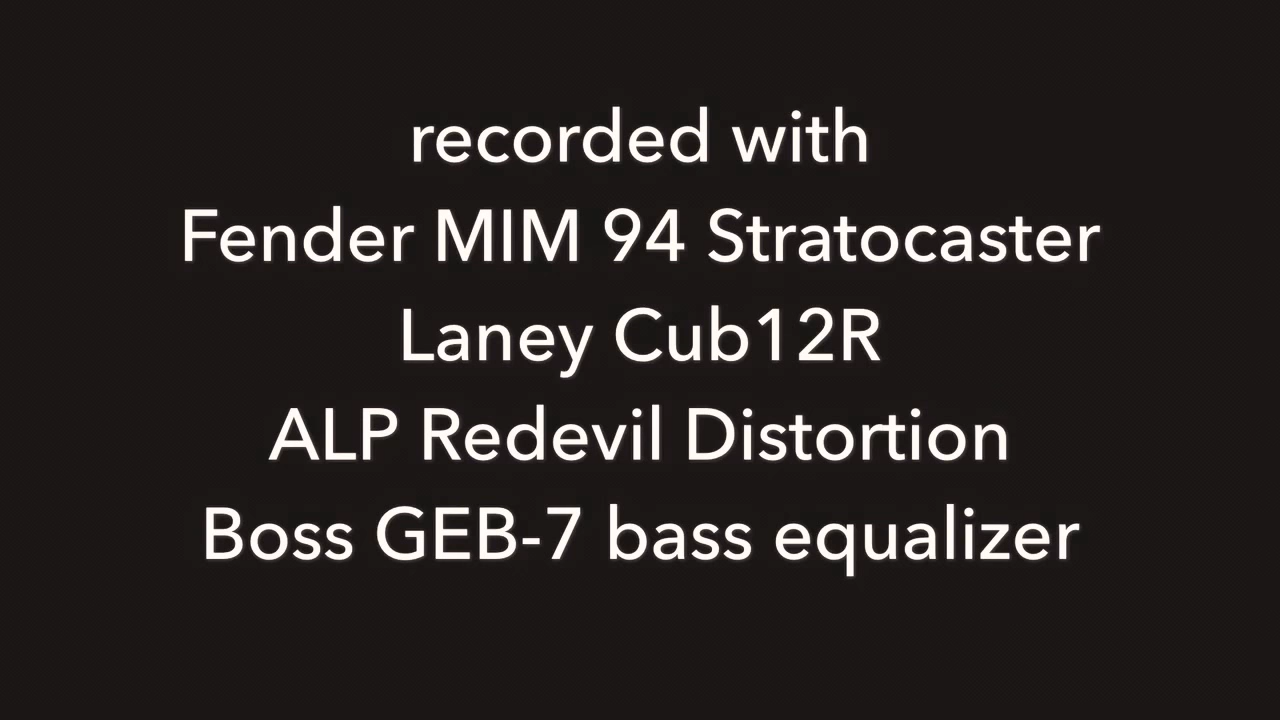 recorded with
Fender MIM 94 Stratocaster
Laney Cub12R
ALP Redevil Distortion
Boss GEB-7 bass equalizer